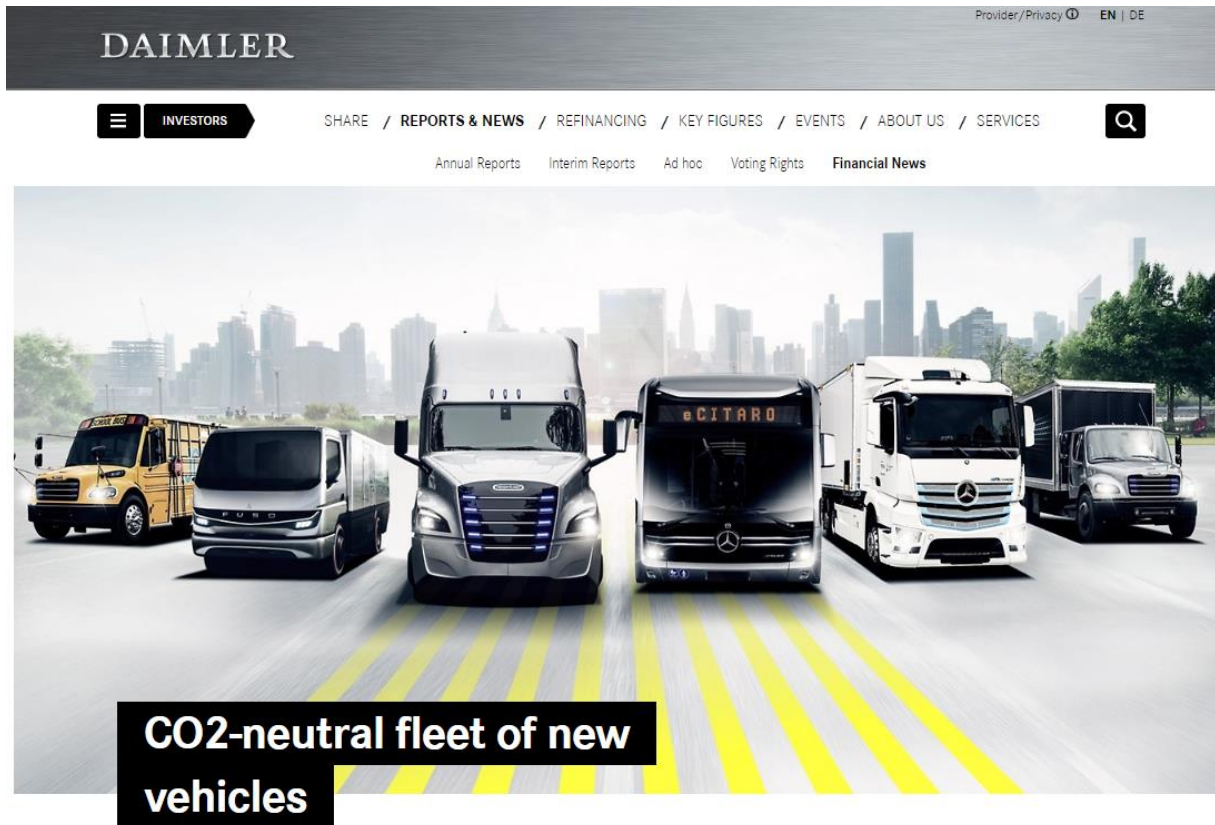 Provider/Privacy EN | DE
DAIMLER
INVESTORS SHARE / REPORTS & NEWS / REFINANCING / KEY FIGURES / EVENTS / ABOUT US / SERVICES
Annual Reports Interim Reports Ad hoc Voting Rights Financial News
SCHOOL BUS
eCITARO
FUSO
CO2-neutral fleet of new
vehicles